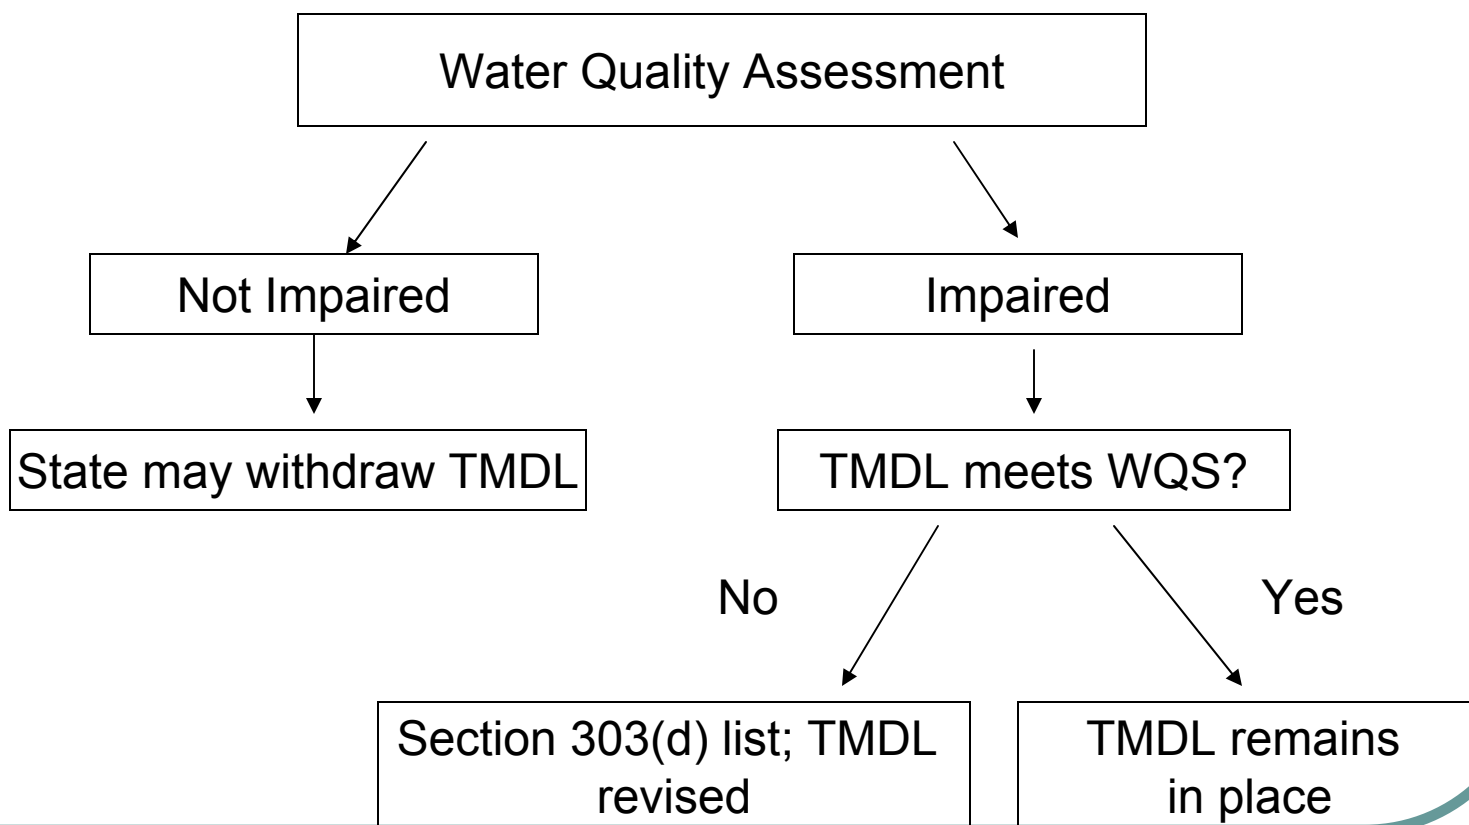 Water Quality Assessment
Not Impaired
Impaired
State may withdraw TMDL
TMDL meets WQS?
No
Yes
Section 303(d) list; TMDL
revised
TMDL remains
in place